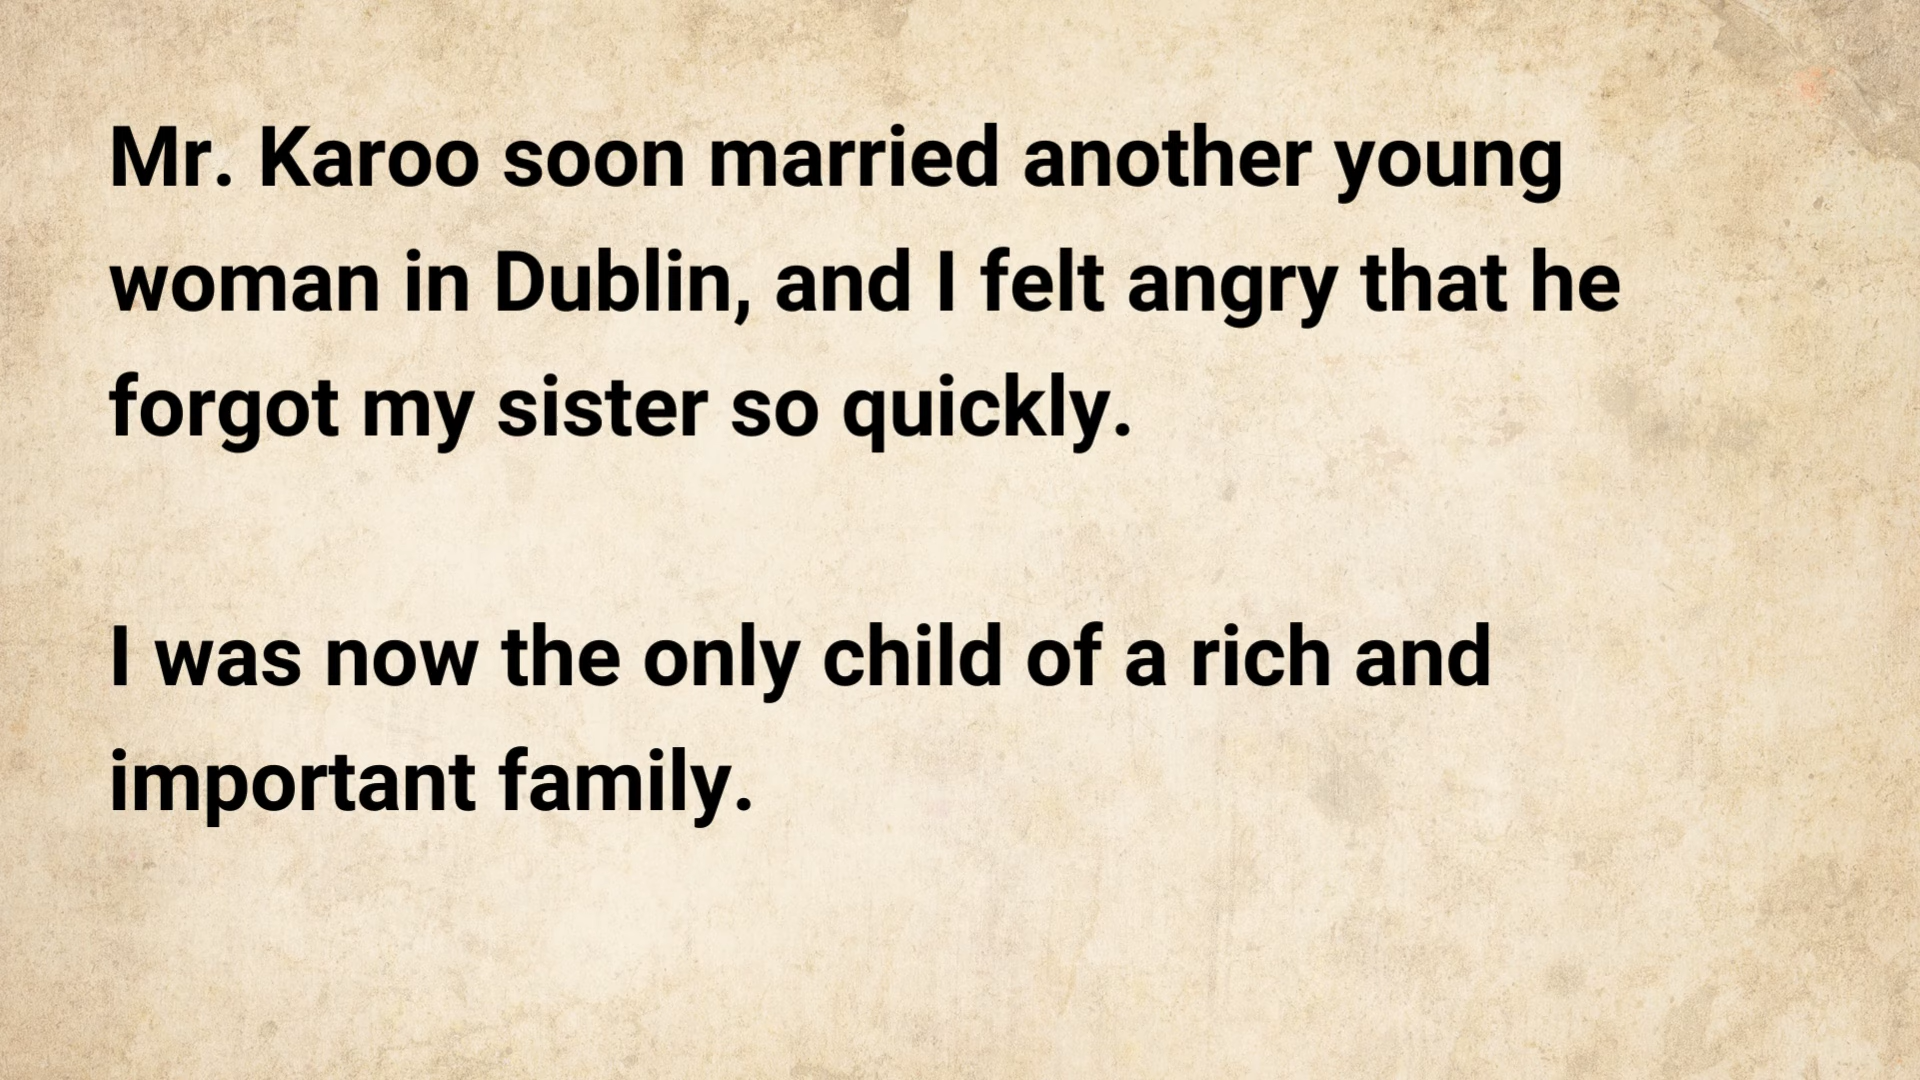 Mr. Karoo soon married another young
woman in Dublin, and I felt angry that he
forgot my sister so quickly.
I was now the only child of a rich and
important family.